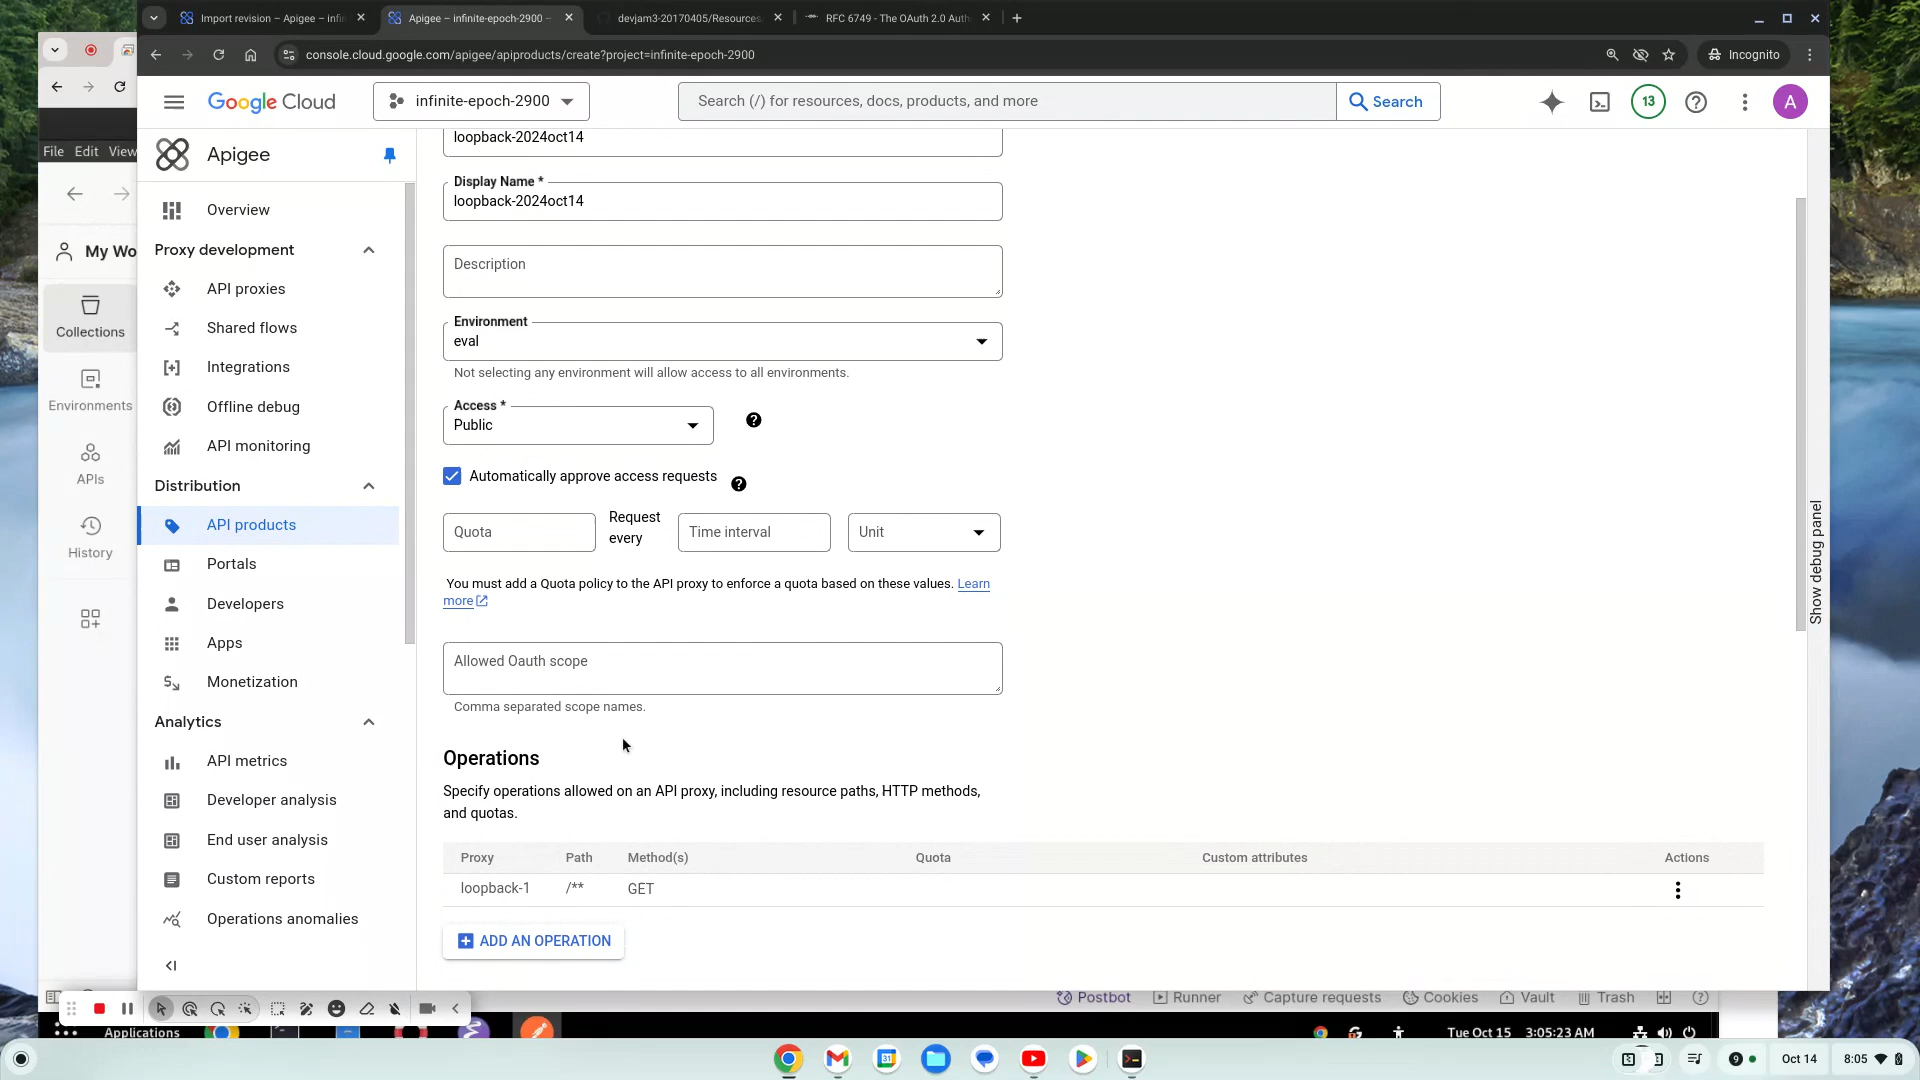 Import revision – Apigee – infin
Apigee – infinite-epoch-2900 –
devjam3-20170405/Resources
RFC 6749 - The OAuth 2.0 Auth
console.cloud.google.com/apigee/apiproducts/create?project=infinite-epoch-2900
Incognito
Google Cloud
infinite-epoch-2900
Search (/) for resources, docs, products, and more
Search
13
A
File Edit View
My Wo
Collections
Environments
APIs
History
Apigee
Overview
Proxy development
API proxies
Shared flows
Integrations
Offline debug
API monitoring
Distribution
API products
Portals
Developers
Apps
Monetization
Analytics
API metrics
Developer analysis
End user analysis
Custom reports
Operations anomalies
loopback-2024oct14
Display Name *
loopback-2024oct14
Description
Environment
eval
Not selecting any environment will allow access to all environments.
Access *
Public
Automatically approve access requests
Quota
Request every
Time interval
Unit
You must add a Quota policy to the API proxy to enforce a quota based on these values. Learn
more
Allowed Oauth scope
Comma separated scope names.
Operations
Specify operations allowed on an API proxy, including resource paths, HTTP methods,
and quotas.
Proxy Path Method(s) Quota Custom attributes Actions
loopback-1 /** GET
ADD AN OPERATION
Show debug panel
Postbot Runner Capture requests Cookies Vault Trash
Applications
Tue Oct 15 3:05:23 AM
9
Oct 14
8:05